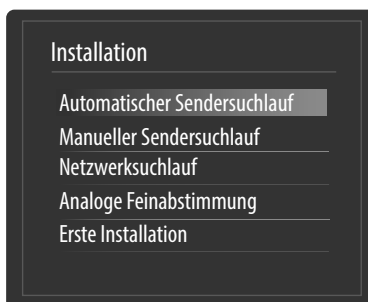 Installation
Automatischer Sendersuchlauf
Manueller Sendersuchlauf
Netzwerksuchlauf
Analoge Feinabstimmung
Erste Installation